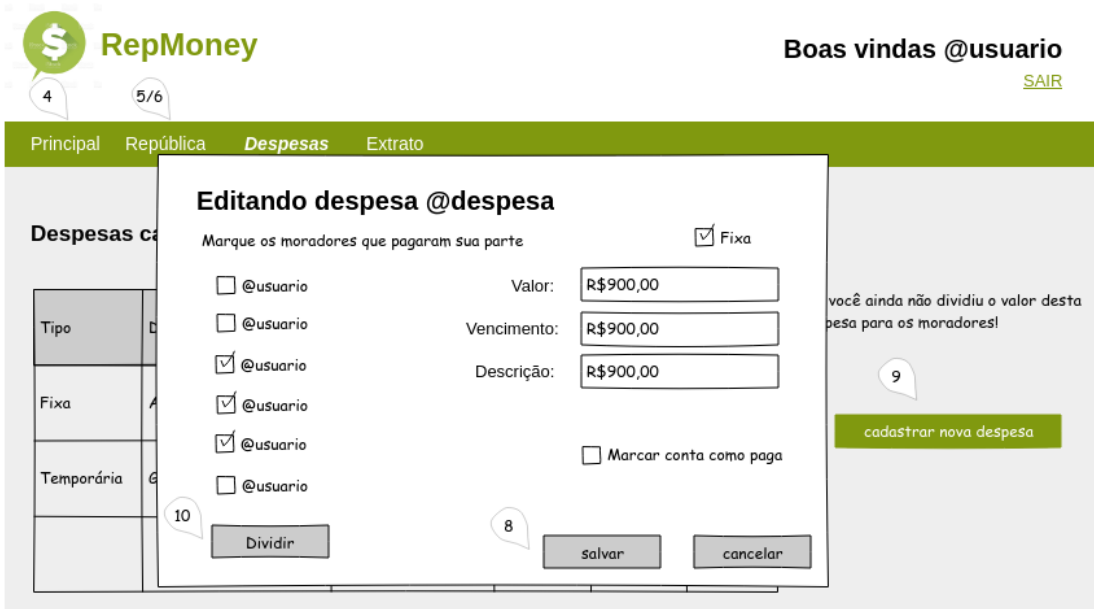 RepMoney
Boas vindas @usuario
SAIR
4
5/6
Principal República Despesas Extrato
Editando despesa @despesa
Despesas
Marque os moradores que pagaram sua parte
Fixa
@usuario
Valor: R$900,00
@usuario
Vencimento: R$900,00
@usuario
Descrição: R$900,00
@usuario
@usuario
Marcar conta como paga
@usuario
10
Dividir
8
salvar
cancelar
Tipo
Fixa
Temporária
você ainda não dividiu o valor desta
para os moradores!
9
cadastrar nova despesa